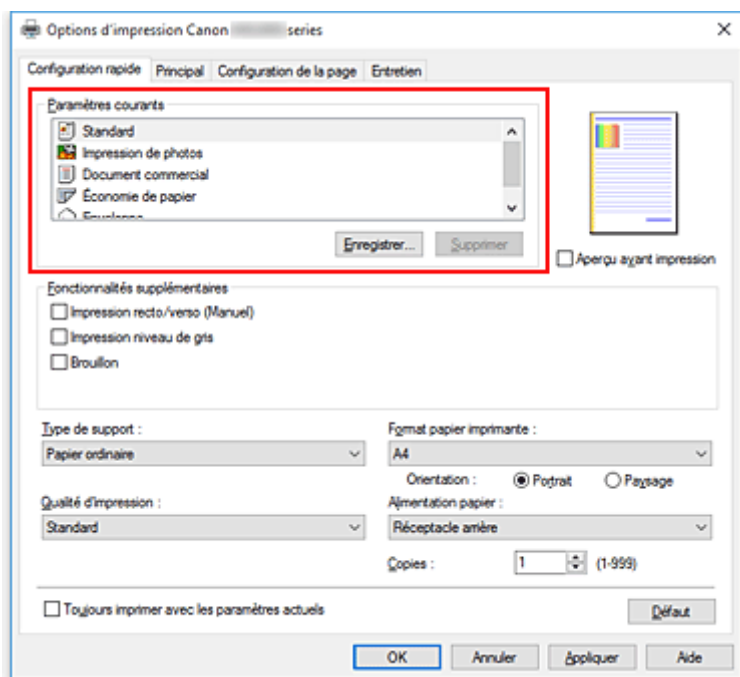 Options d'impression Canon series
Configuration rapide Principal Configuration de la page Entretien
Paramètres courants
Standard
Impression de photos
Document commercial
Économie de papier
Enregistrer... Supprimer
Aperçu avant impression
Fonctionnalités supplémentaires
Impression recto/verso (Manuel)
Impression niveau de gris
Brouillon
Type de support :
Papier ordinaire
Format papier imprimante :
A4
Orientation : Portrait Paysage
Qualité d'impression :
Standard
Alimentation papier :
Réceptacle arrière
Copies : 1 (1-999)
Toujours imprimer avec les paramètres actuels
Défaut
OK Annuler Appliquer Aide